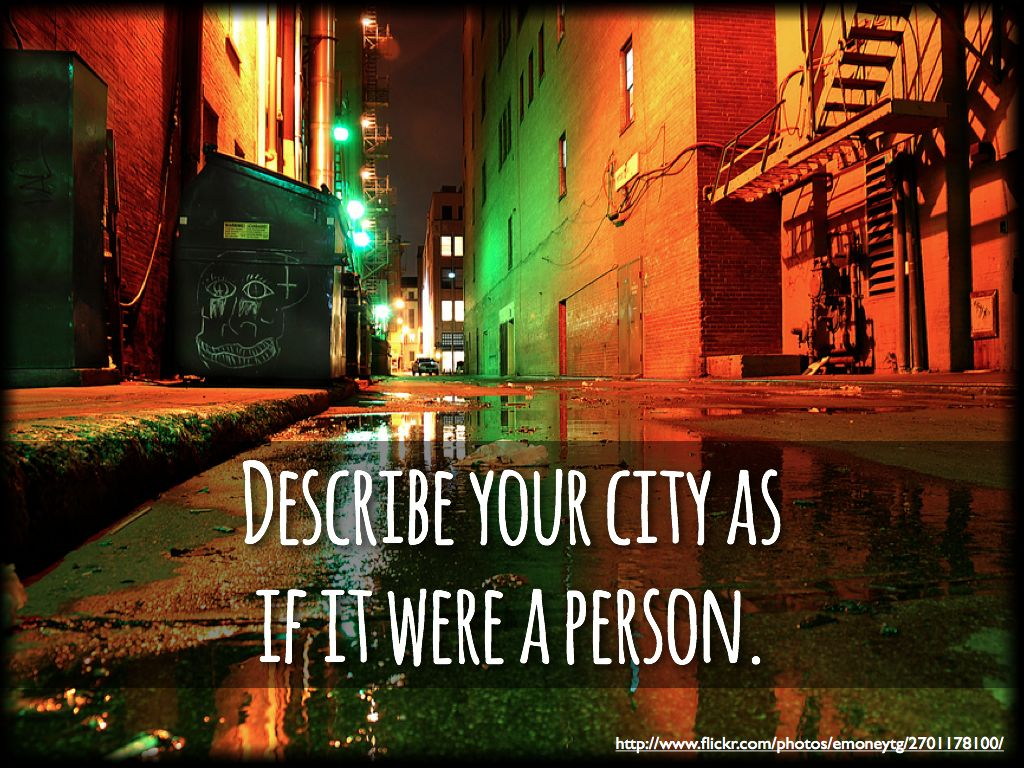 Describe your city as
if it were a person.
http://www.flickr.com/photos/emoneytg/2701178100/